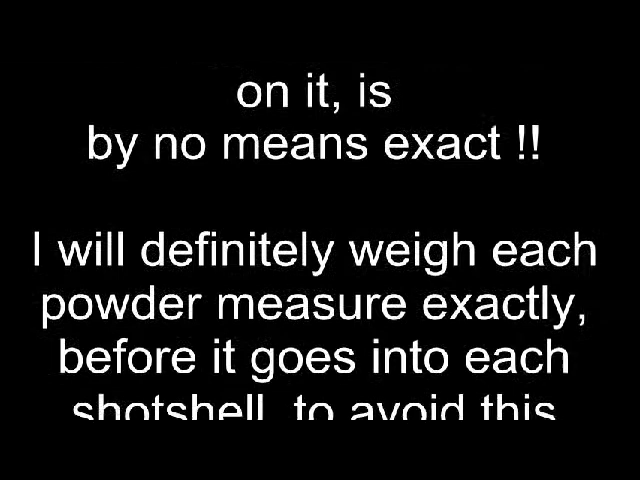 on it, is
by no means exact !!
I will definitely weigh each
powder measure exactly,
before it goes into each
shotshell, to avoid this